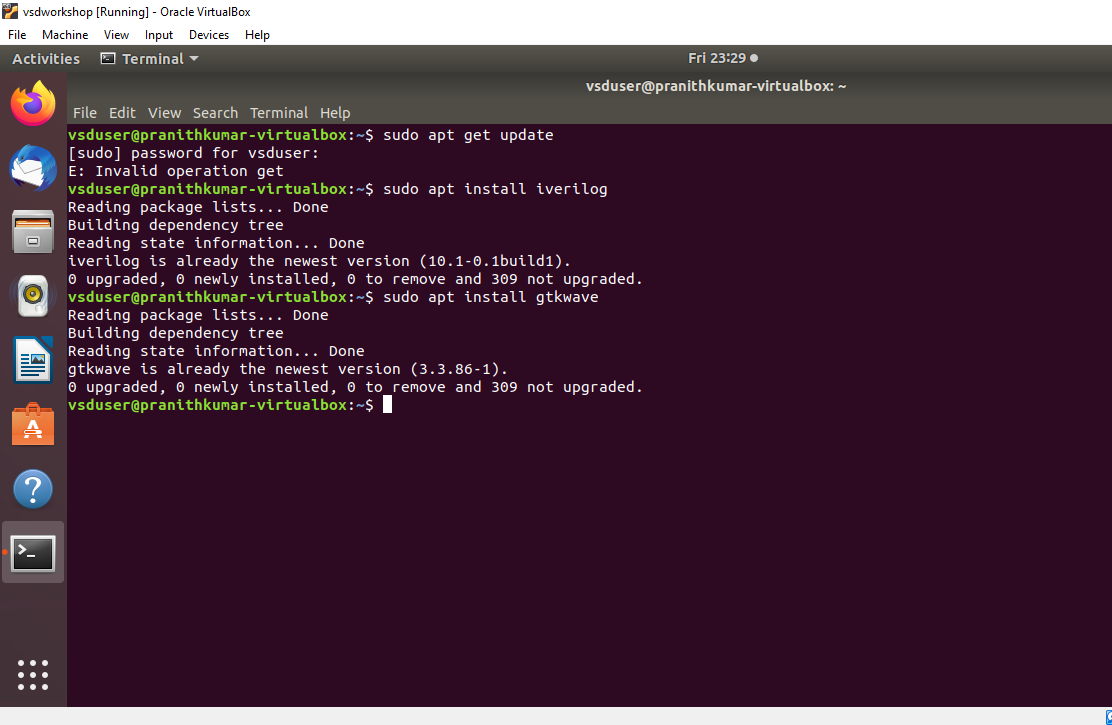 vsdworkshop [Running] - Oracle VirtualBox
File Machine View Input Devices Help
Activities Terminal Fri 23:29
vsduser@pranithkumar-virtualbox: ~
File Edit View Search Terminal Help
vsduser@pranithkumar-virtualbox:~$ sudo apt get update
[sudo] password for vsduser:
E: Invalid operation get
vsduser@pranithkumar-virtualbox:~$ sudo apt install iverilog
Reading package lists... Done
Building dependency tree
Reading state information... Done
iverilog is already the newest version (10.1-0.1build1).
0 upgraded, 0 newly installed, 0 to remove and 309 not upgraded.
vsduser@pranithkumar-virtualbox:~$ sudo apt install gtkwave
Reading package lists... Done
Building dependency tree
Reading state information... Done
gtkwave is already the newest version (3.3.86-1).
0 upgraded, 0 newly installed, 0 to remove and 309 not upgraded.
vsduser@pranithkumar-virtualbox:~$